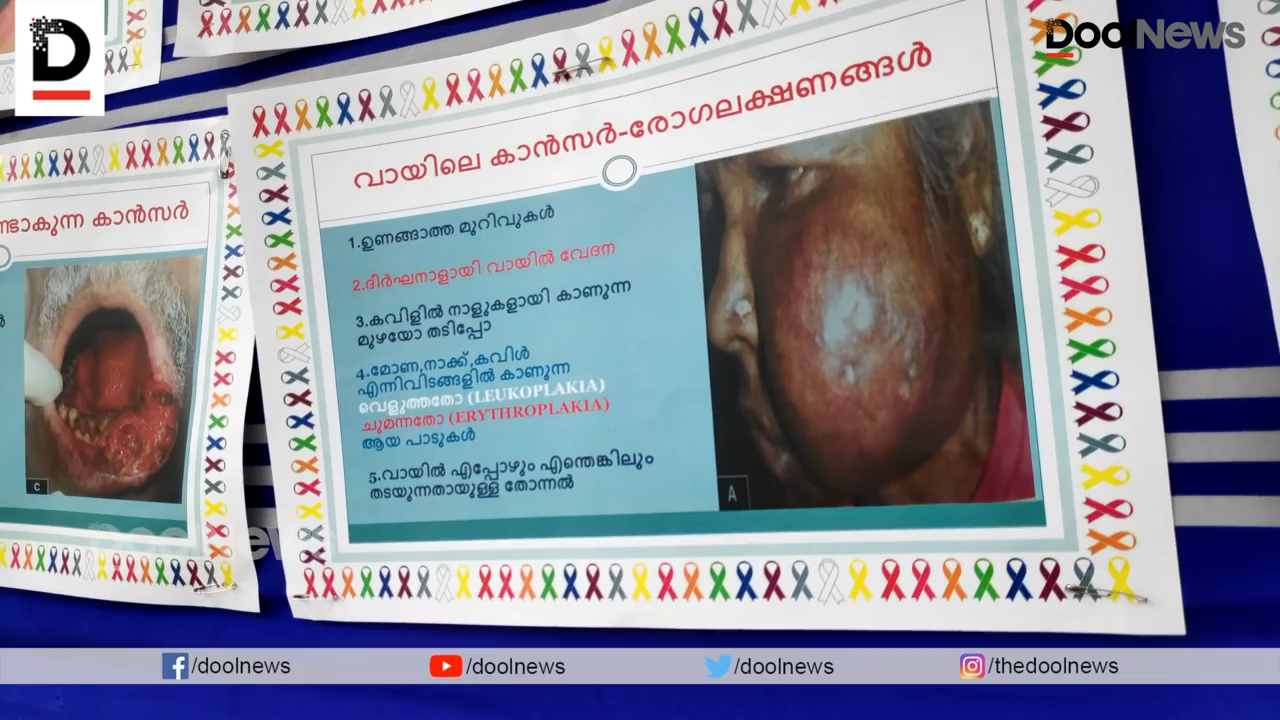 D
DoolNews
വായിലെ കാൻസർ-രോഗലക്ഷണങ്ങൾ
1.ഉണങ്ങാത്ത മുറിവുകൾ
2.ദീർഘനാളായി വായിൽ വേദന
3.കവിളിൽ നാളുകളായി കാണുന്ന
മുഴയോ തടിപ്പോ
4.മോണ,നാക്ക്,കവിൾ
എന്നിവിടങ്ങളിൽ കാണുന്ന
വെളുത്തതോ (LEUKOPLAKIA)
ചുമന്നതോ (ERYTHROPLAKIA)
ആയ പാടുകൾ
5.വായിൽ എപ്പോഴും എന്തെങ്കിലും
തടയുന്നതായുള്ള തോന്നൽ
A
കാൻസർ
C
/doolnews
/doolnews
/doolnews
/thedoolnews